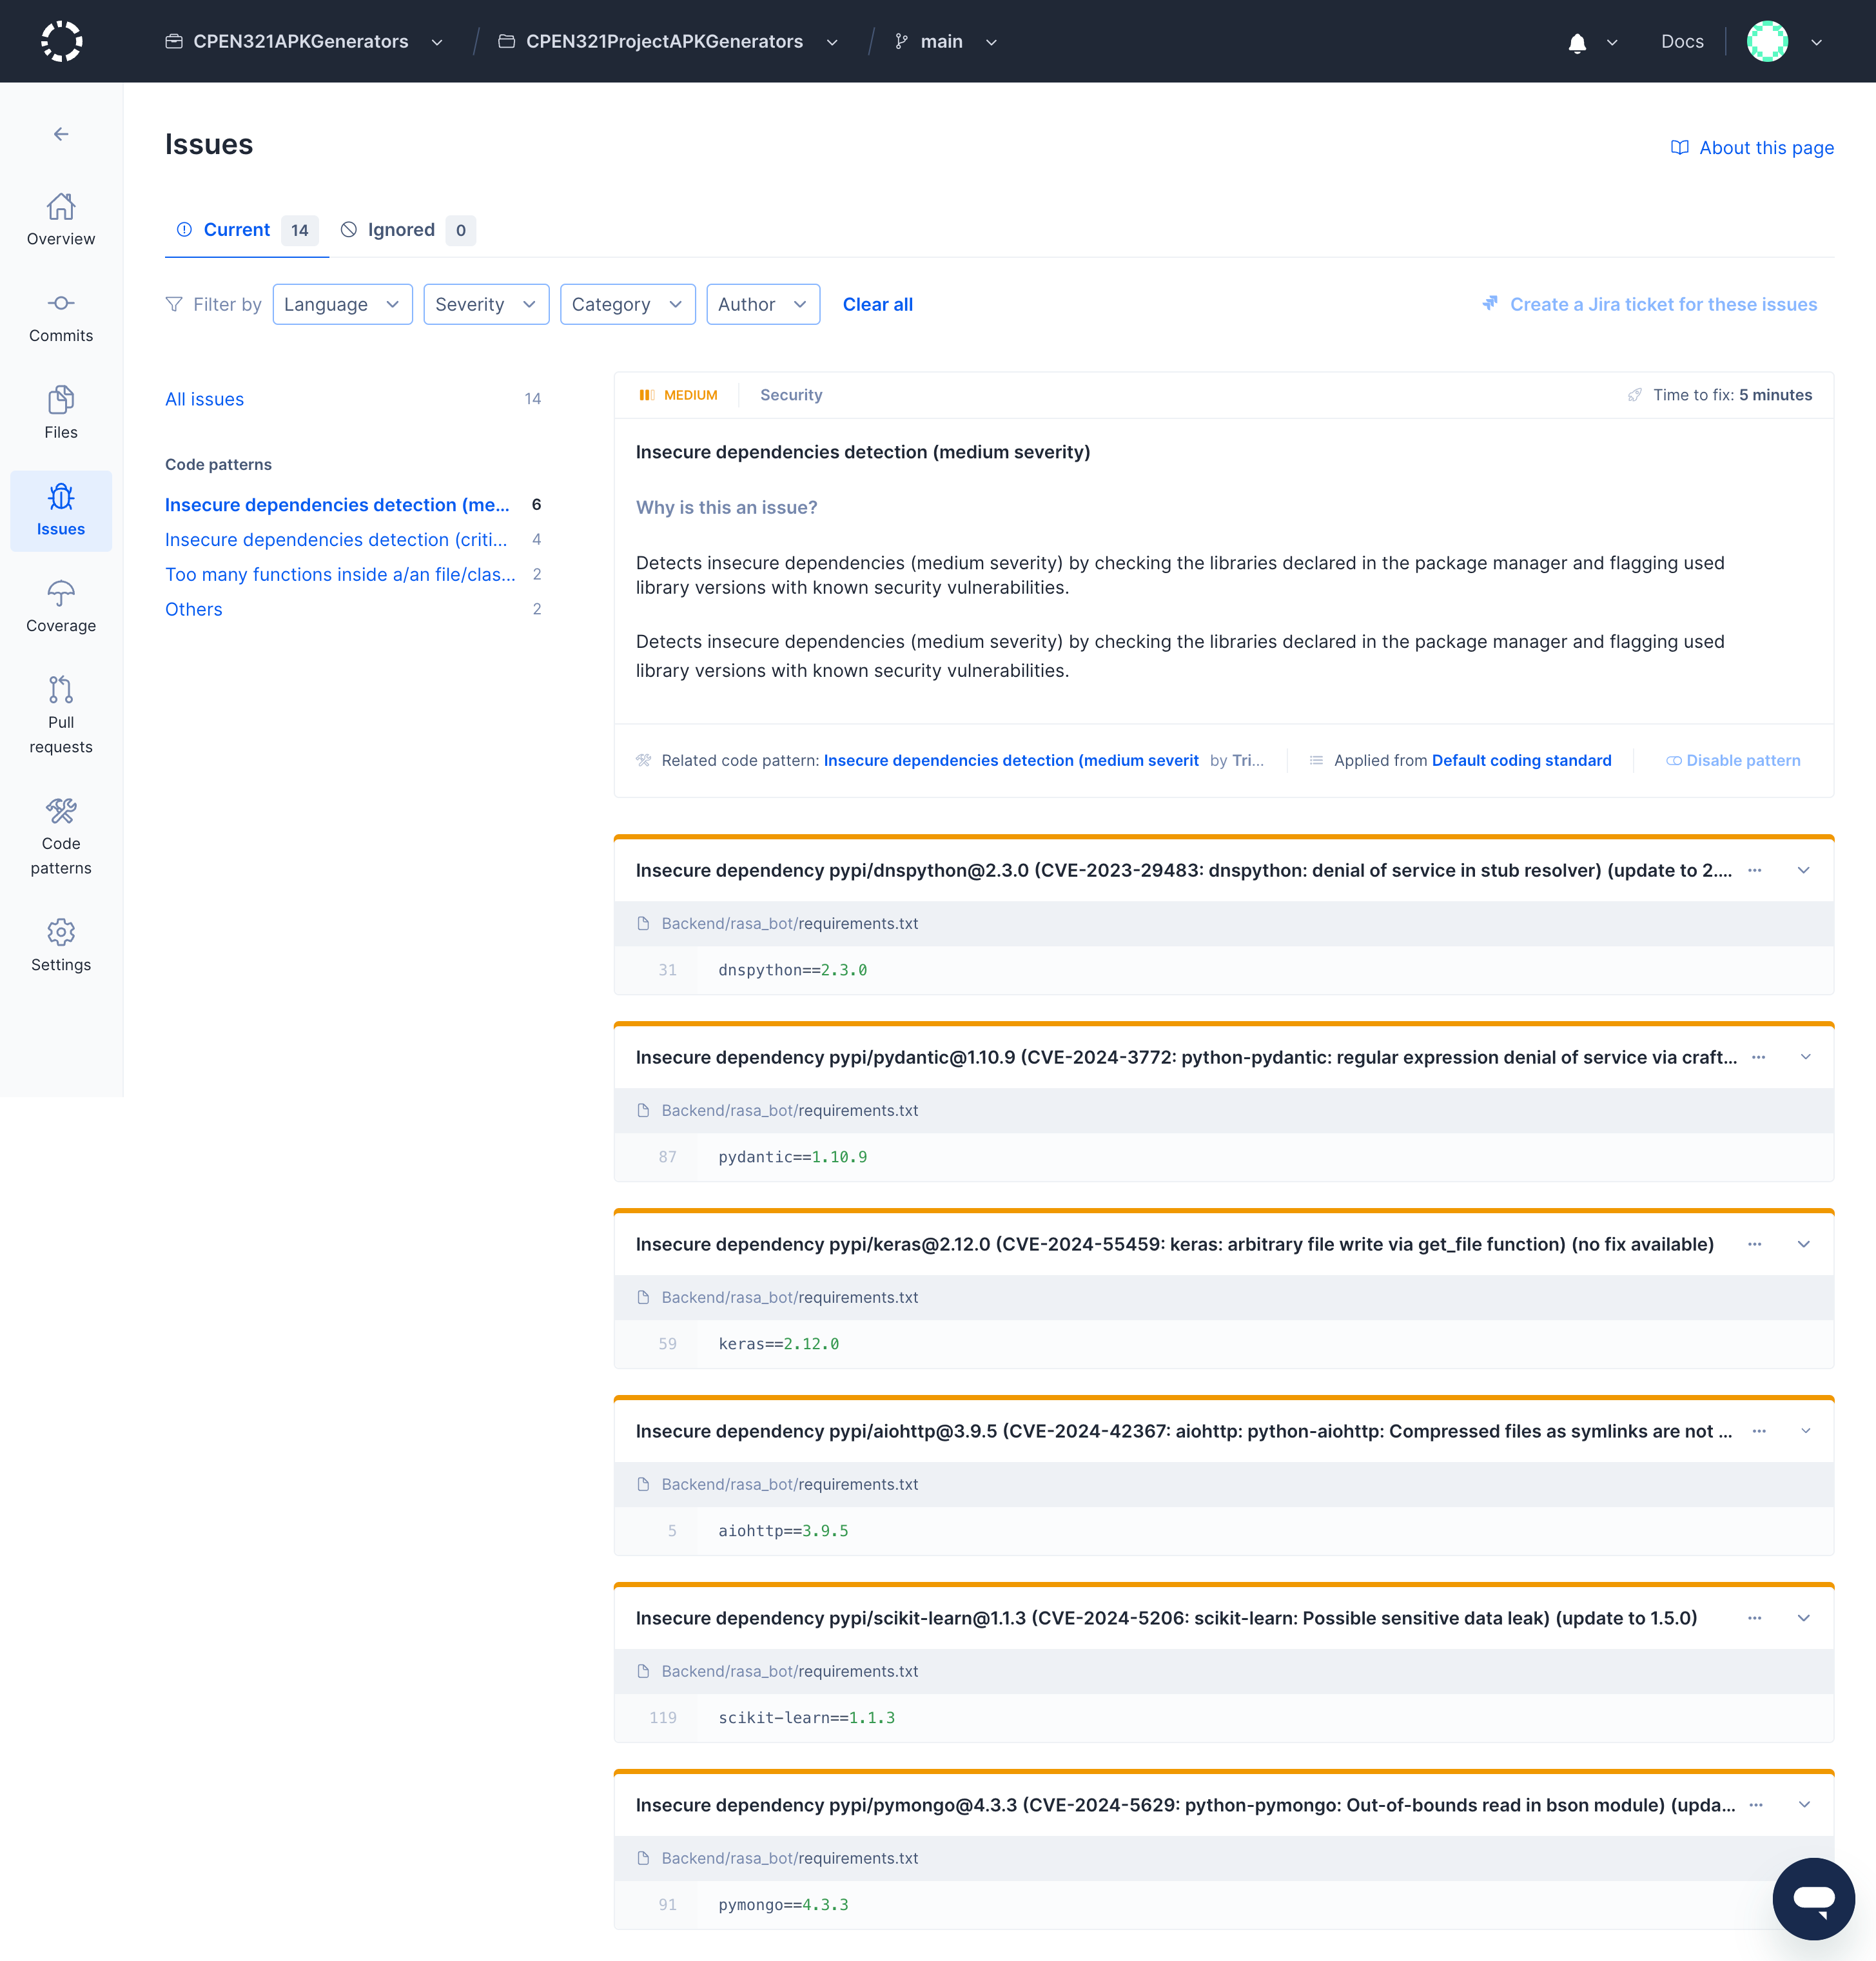 CPEN321APKGenerators / CPEN321ProjectAPKGenerators / main
Docs
Overview
Commits
Files
Issues
Coverage
Pull
requests
Code
patterns
Settings
Issues
About this page
Current 14 Ignored 0
Filter by Language Severity Category Author Clear all
Create a Jira ticket for these issues
All issues 14
Code patterns
Insecure dependencies detection (me... 6
Insecure dependencies detection (criti... 4
Too many functions inside a/an file/clas... 2
Others 2
MEDIUM Security Time to fix: 5 minutes
Insecure dependencies detection (medium severity)
Why is this an issue?
Detects insecure dependencies (medium severity) by checking the libraries declared in the package manager and flagging used
library versions with known security vulnerabilities.
Detects insecure dependencies (medium severity) by checking the libraries declared in the package manager and flagging used
library versions with known security vulnerabilities.
Related code pattern: Insecure dependencies detection (medium severit by Tri... Applied from Default coding standard Disable pattern
Insecure dependency pypi/dnspython@2.3.0 (CVE-2023-29483: dnspython: denial of service in stub resolver) (update to 2....
Backend/rasa_bot/requirements.txt
31 dnspython==2.3.0
Insecure dependency pypi/pydantic@1.10.9 (CVE-2024-3772: python-pydantic: regular expression denial of service via craft...
Backend/rasa_bot/requirements.txt
87 pydantic==1.10.9
Insecure dependency pypi/keras@2.12.0 (CVE-2024-55459: keras: arbitrary file write via get_file function) (no fix available)
Backend/rasa_bot/requirements.txt
59 keras==2.12.0
Insecure dependency pypi/aiohttp@3.9.5 (CVE-2024-42367: aiohttp: python-aiohttp: Compressed files as symlinks are not ...
Backend/rasa_bot/requirements.txt
5 aiohttp==3.9.5
Insecure dependency pypi/scikit-learn@1.1.3 (CVE-2024-5206: scikit-learn: Possible sensitive data leak) (update to 1.5.0)
Backend/rasa_bot/requirements.txt
119 scikit-learn==1.1.3
Insecure dependency pypi/pymongo@4.3.3 (CVE-2024-5629: python-pymongo: Out-of-bounds read in bson module) (upda...
Backend/rasa_bot/requirements.txt
91 pymongo==4.3.3